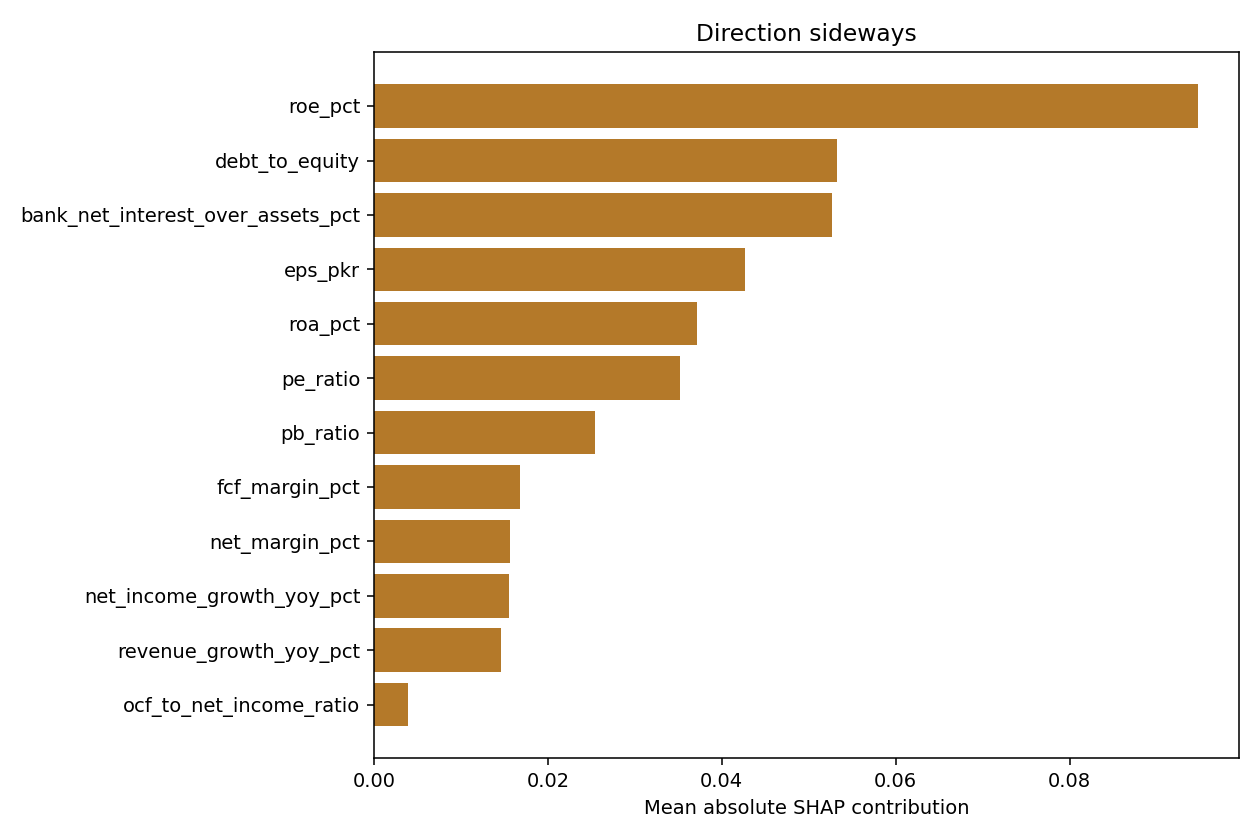 Direction sideways
roe_pct
debt_to_equity
bank_net_interest_over_assets_pct
eps_pkr
roa_pct
pe_ratio
pb_ratio
fcf_margin_pct
net_margin_pct
net_income_growth_yoy_pct
revenue_growth_yoy_pct
ocf_to_net_income_ratio
0.00 0.02 0.04 0.06 0.08
Mean absolute SHAP contribution